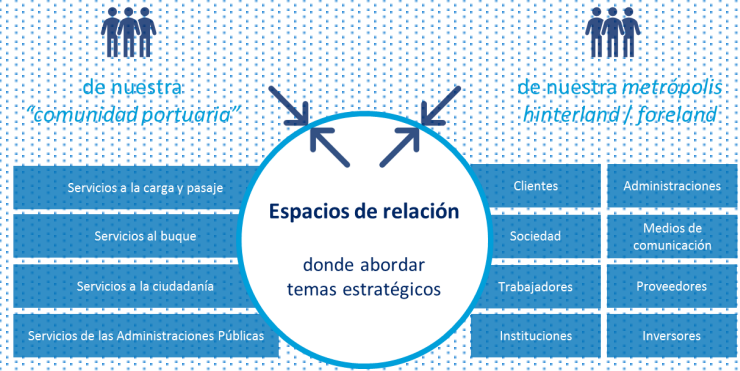 de nuestra
“comunidad portuaria”
de nuestra metrópolis
hinterland / foreland
Servicios a la carga y pasaje
Servicios al buque
Servicios a la ciudadanía
Servicios de las Administraciones Públicas
Espacios de relación
donde abordar
temas estratégicos
Clientes
Administraciones
Sociedad
Medios de
comunicación
Trabajadores
Proveedores
Instituciones
Inversores